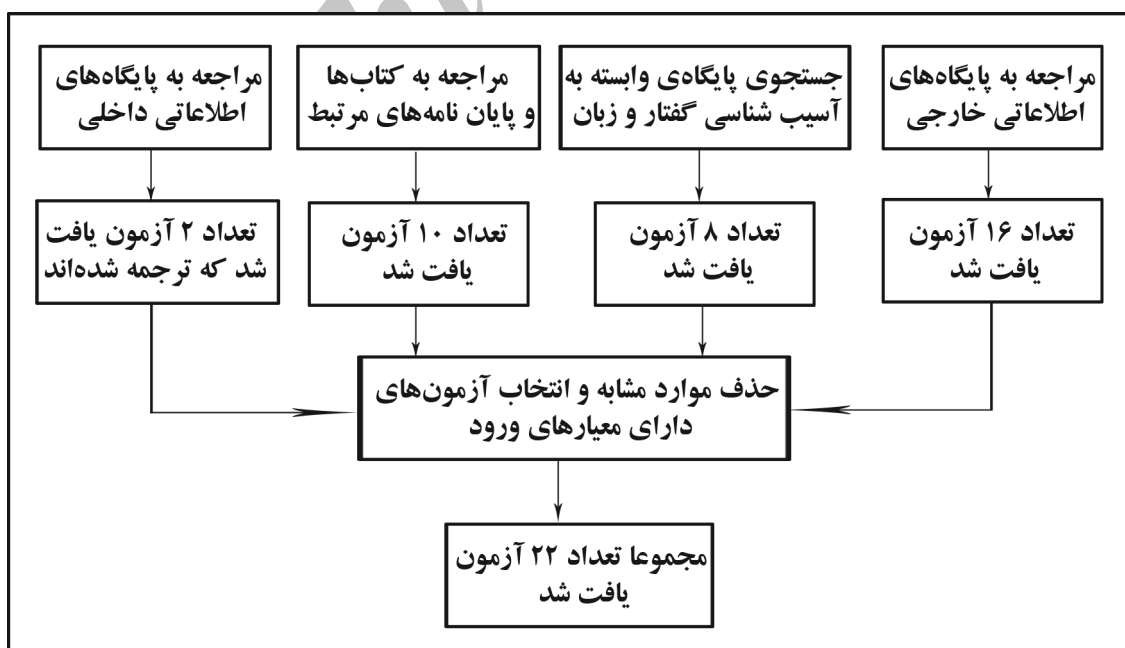 مراجعه به پایگاه‌های
اطلاعاتی خارجی
جستجوی پایگاه‌ی وابسته به
آسیب شناسی گفتار و زبان
مراجعه به کتاب‌ها
و پایان نامه‌های مرتبط
مراجعه به پایگاه‌های
اطلاعاتی داخلی
تعداد ۱۶ آزمون
یافت شد
تعداد ۸ آزمون
یافت شد
تعداد ۱۰ آزمون
یافت شد
تعداد ۲ آزمون یافت
شد که ترجمه شده‌اند
حذف موارد مشابه و انتخاب آزمون‌های
دارای معیارهای ورود
مجموعا تعداد ۲۲ آزمون
یافت شد